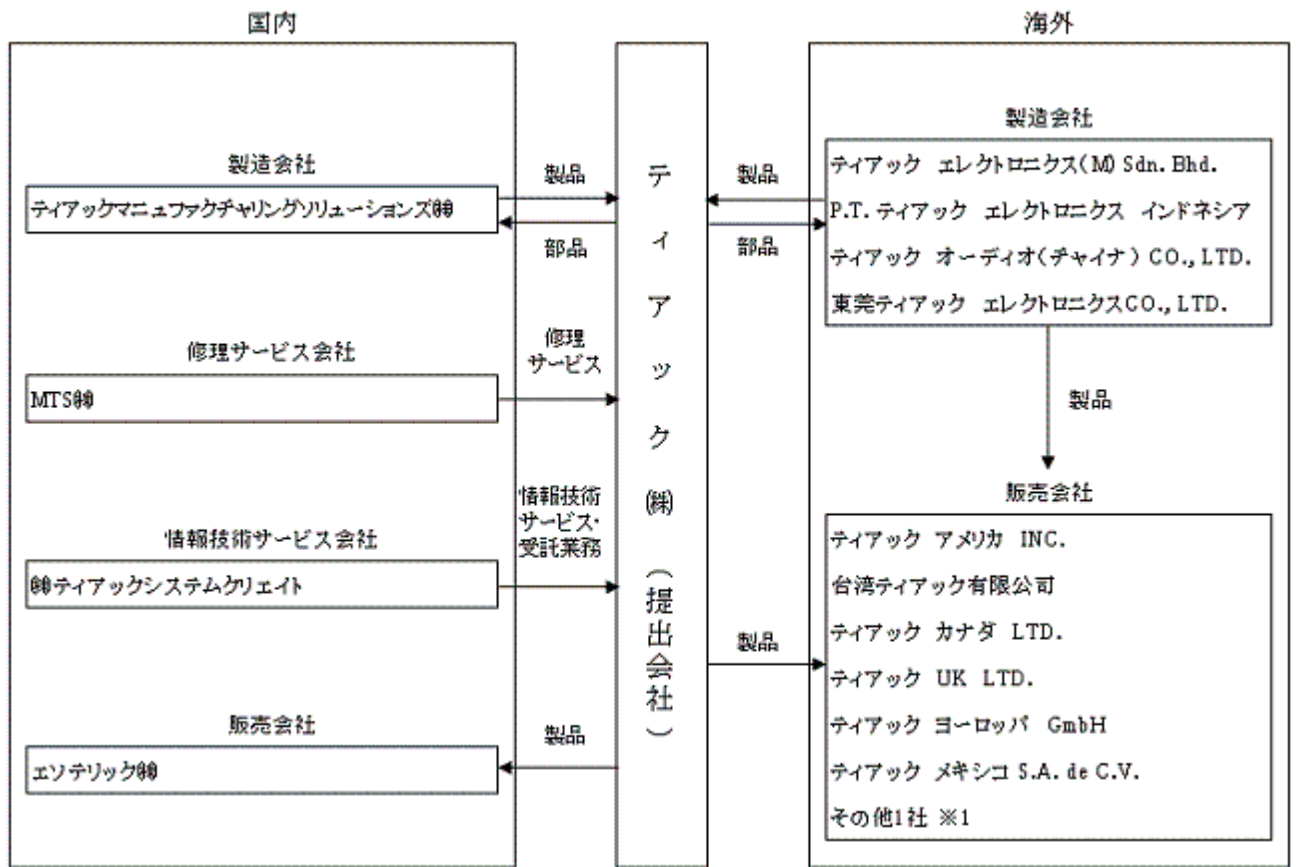 国内
製造会社
ティアックマニュファクチャリングソリューションズ㈱
修理サービス会社
MTS㈱
情報技術サービス会社
㈱ティアックシステムクリエイト
販売会社
エソテリック㈱
製品
部品
修理
サービス
情報技術
サービス・
受託業務
製品
ティアック㈱(提出会社)
製品
部品
製品
海外
製造会社
ティアック エレクトロニクス(M) Sdn. Bhd.
P.T.ティアック エレクトロニクス インドネシア
ティアック オーディオ(チャイナ) CO., LTD.
東莞ティアック エレクトロニクスCO., LTD.
製品
販売会社
ティアック アメリカ INC.
台湾ティアック有限公司
ティアック カナダ LTD.
ティアック UK LTD.
ティアック ヨーロッパ GmbH
ティアック メキシコ S.A. de C.V.
その他1社 ※1